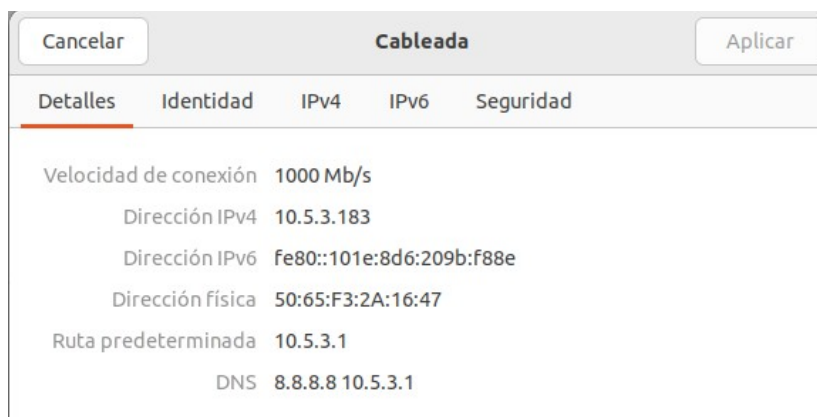 Cancelar Cableada Aplicar
Detalles Identidad IPv4 IPv6 Seguridad
Velocidad de conexión 1000 Mb/s
Dirección IPv4 10.5.3.183
Dirección IPv6 fe80::101e:8d6:209b:f88e
Dirección física 50:65:F3:2A:16:47
Ruta predeterminada 10.5.3.1
DNS 8.8.8.8 10.5.3.1